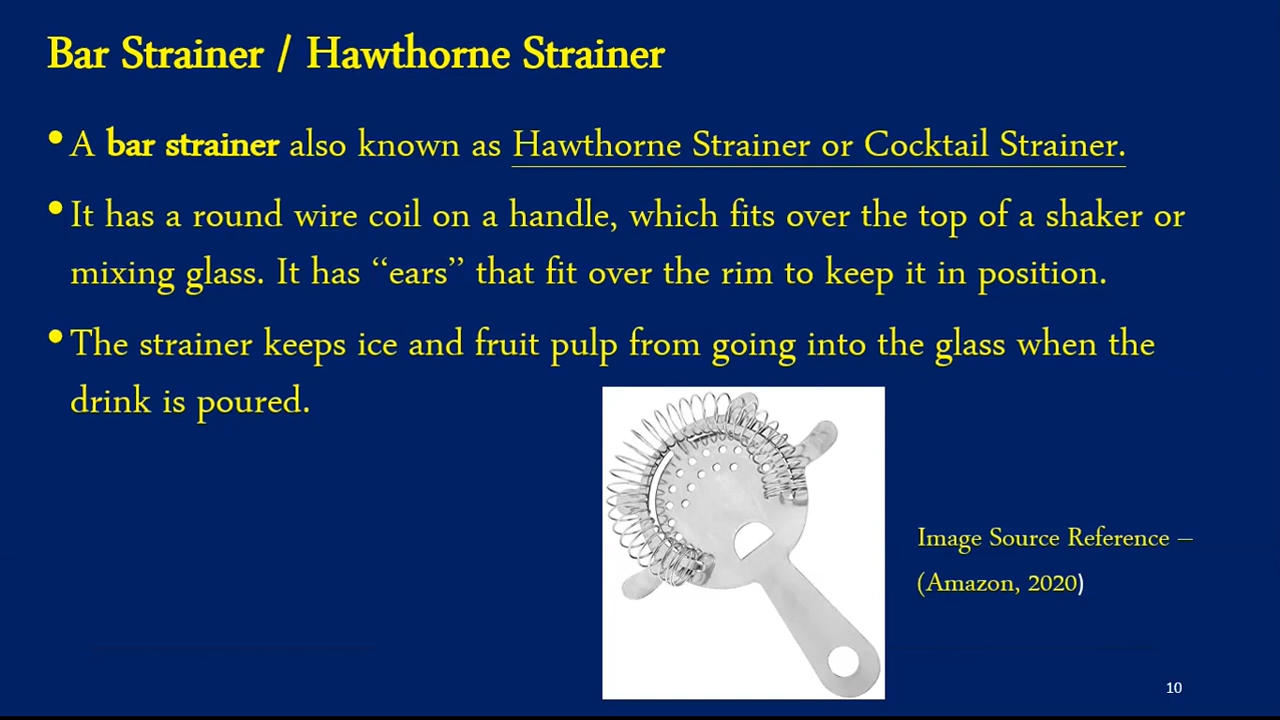 Bar Strainer / Hawthorne Strainer
• A bar strainer also known as Hawthorne Strainer or Cocktail Strainer.
• It has a round wire coil on a handle, which fits over the top of a shaker or
mixing glass. It has “ears” that fit over the rim to keep it in position.
• The strainer keeps ice and fruit pulp from going into the glass when the
drink is poured.
Image Source Reference –
(Amazon, 2020)
10